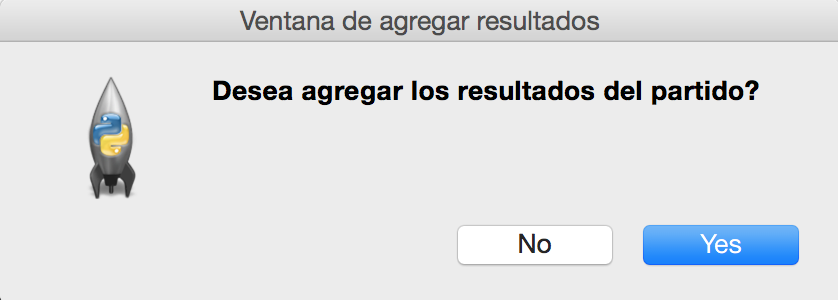 Ventana de agregar resultados
Desea agregar los resultados del partido?
No
Yes